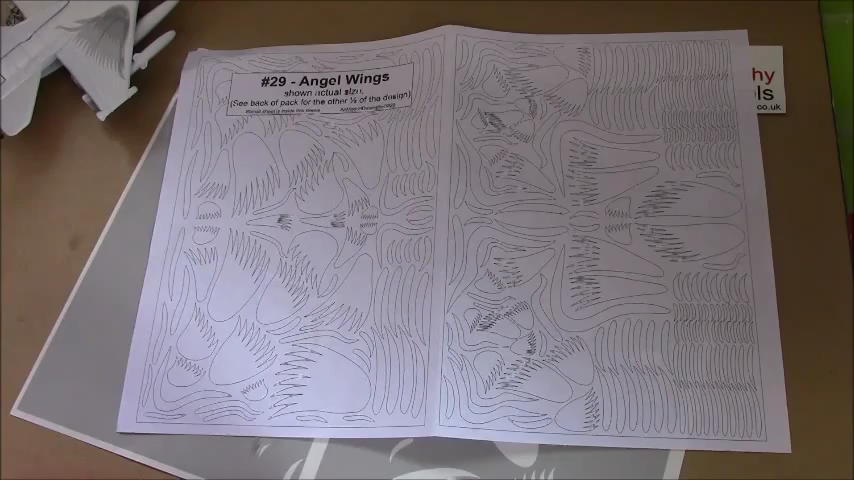 #29 - Angel Wings
shown actual size.
(See back of pack for the other ½ of the design)
hy
ls
co.uk